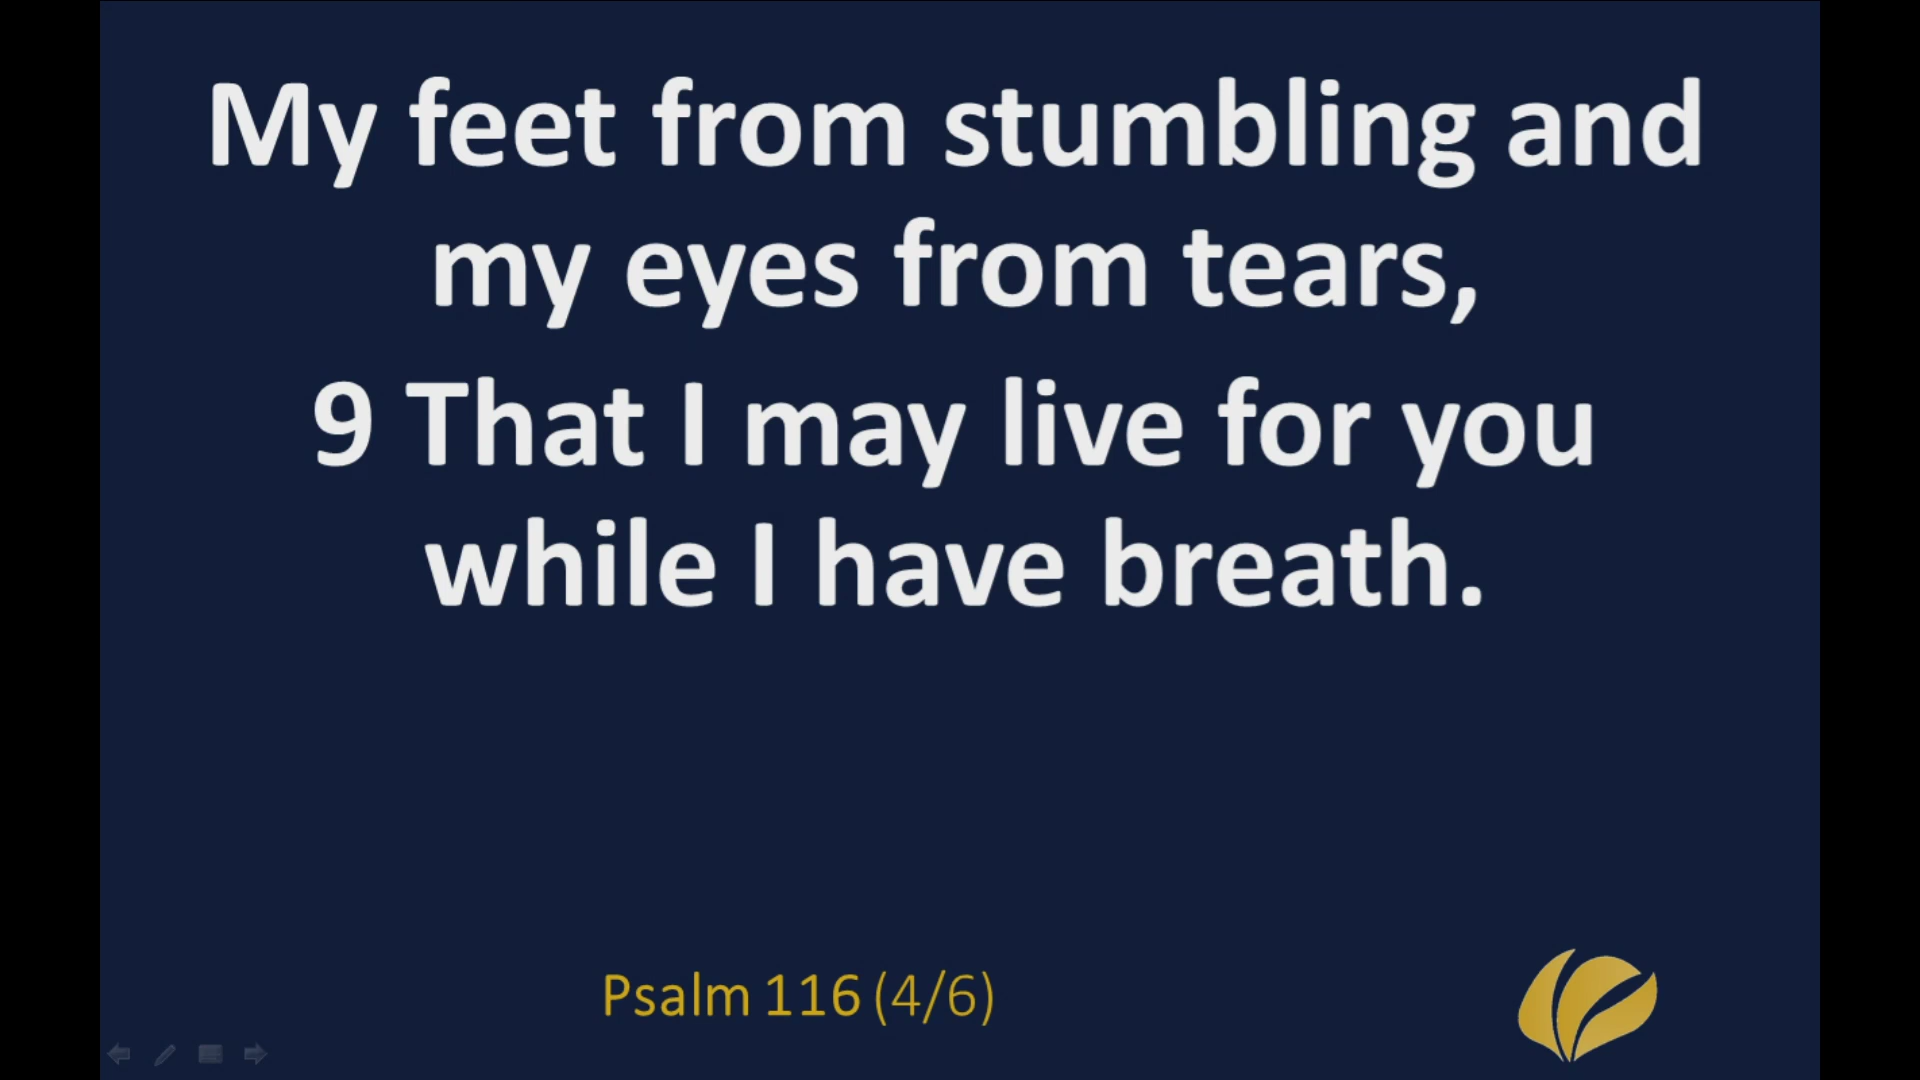 My feet from stumbling and
my eyes from tears,
9 That I may live for you
while I have breath.
Psalm 116 (4/6)